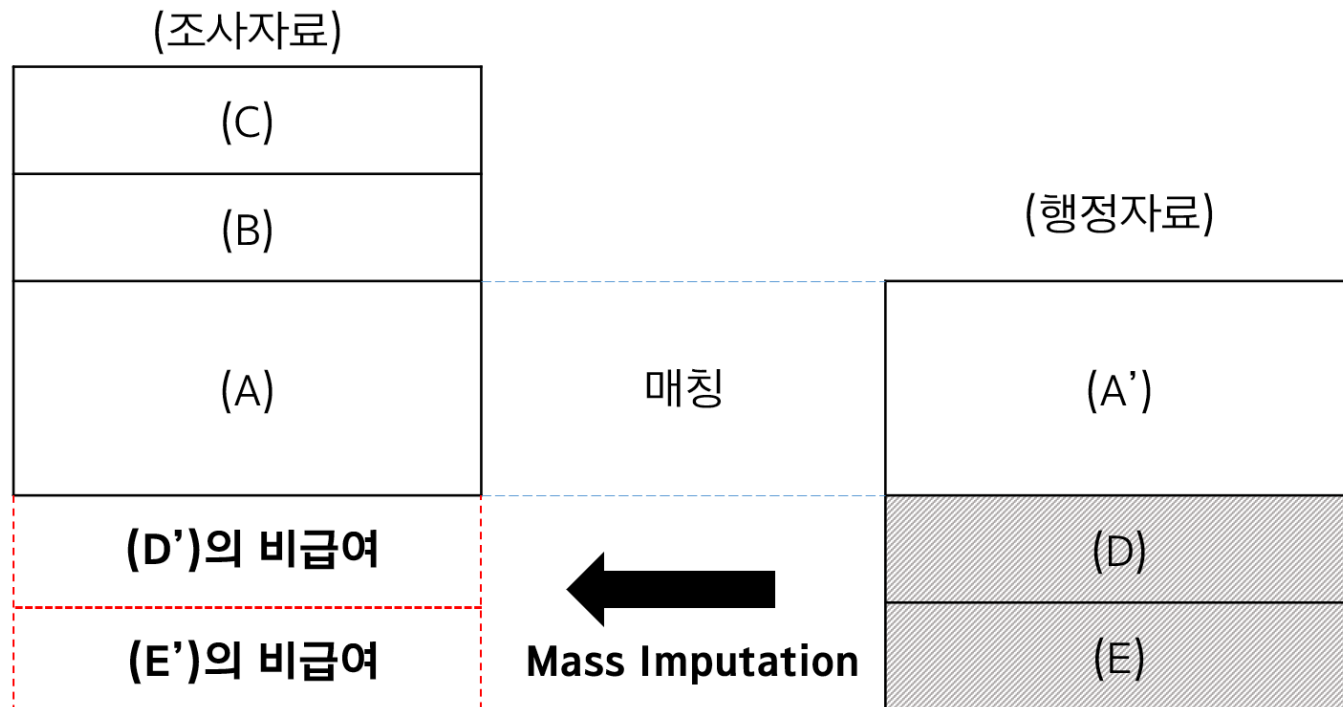 (조사자료)
(C)
(B)
(행정자료)
(A)
매칭
(A’)
(D’)의 비급여
(D)
(E’)의 비급여
Mass Imputation
(E)